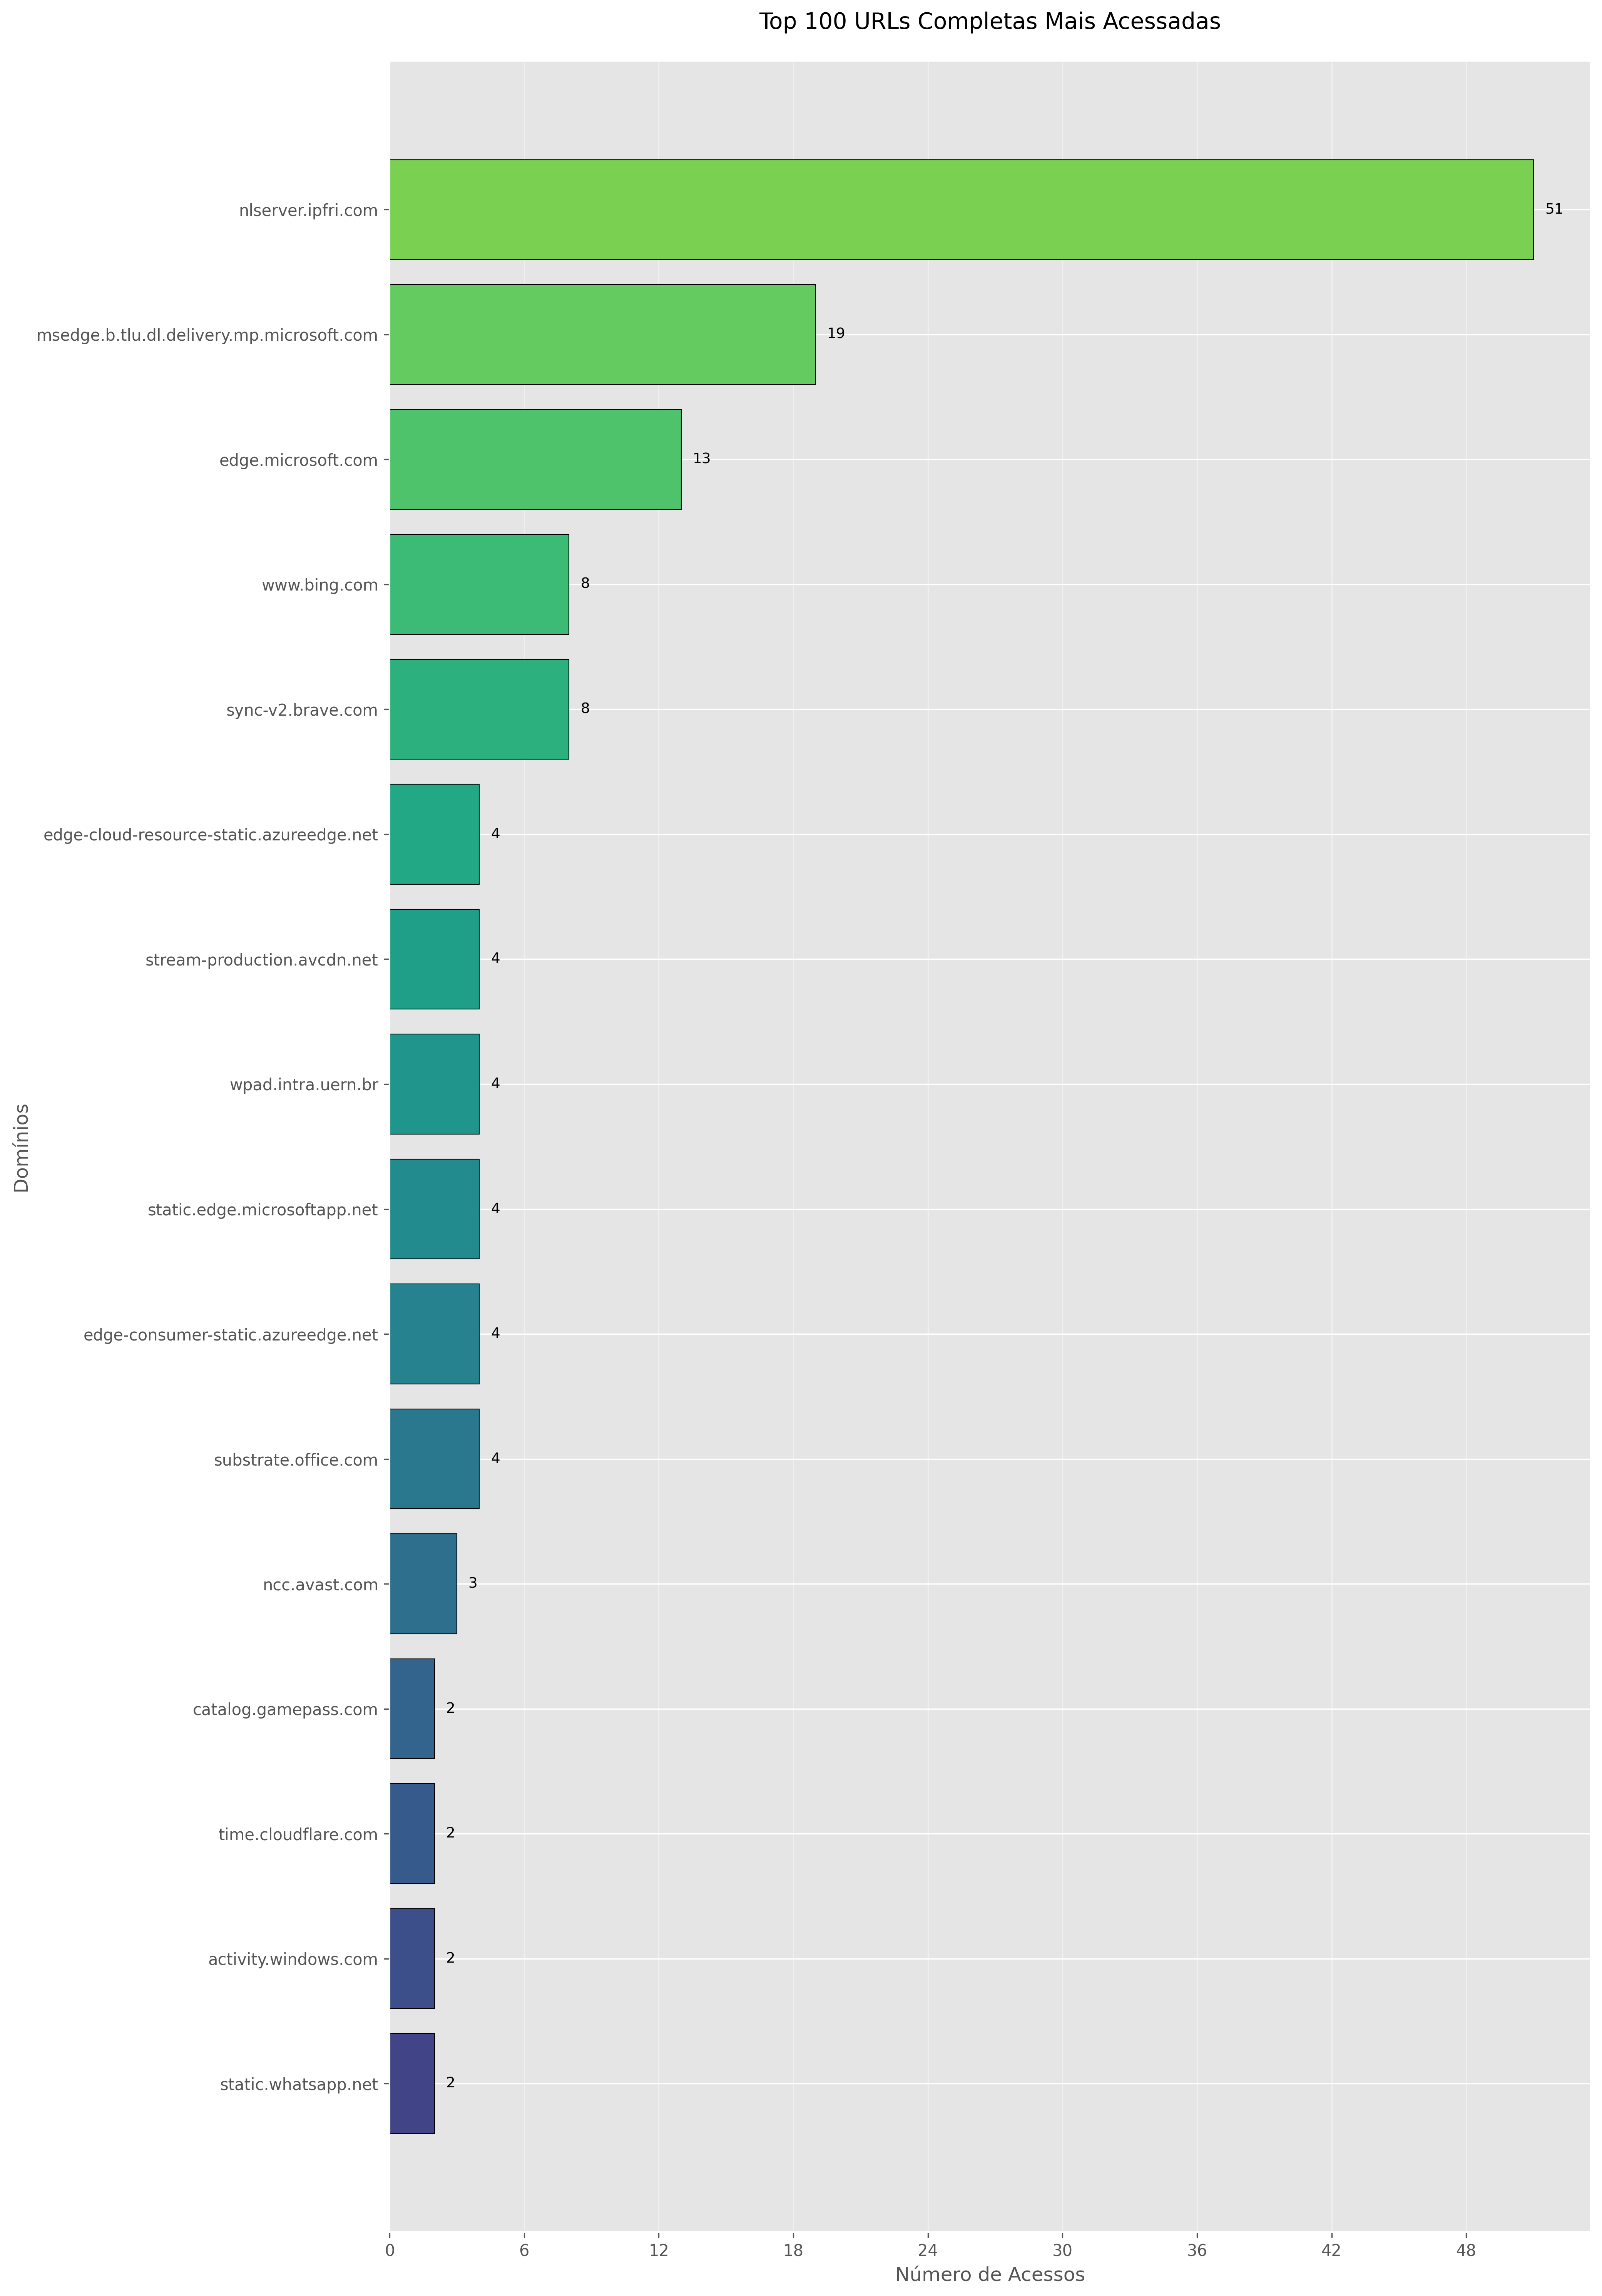 Top 100 URLs Completas Mais Acessadas
nlserver.ipfri.com 51
msedge.b.tlu.dl.delivery.mp.microsoft.com 19
edge.microsoft.com 13
www.bing.com 8
sync-v2.brave.com 8
edge-cloud-resource-static.azureedge.net 4
stream-production.avcdn.net 4
wpad.intra.uern.br 4
Domínios
static.edge.microsoftapp.net 4
edge-consumer-static.azureedge.net 4
substrate.office.com 4
ncc.avast.com 3
catalog.gamepass.com 2
time.cloudflare.com 2
activity.windows.com 2
static.whatsapp.net 2
0 6 12 18 24 30 36 42 48
Número de Acessos